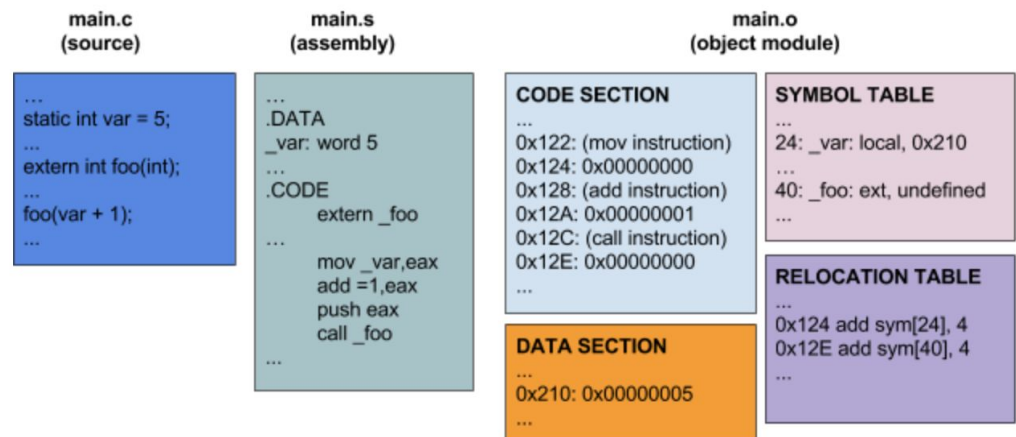 main.c
(source)
...
static int var = 5;
...
extern int foo(int);
...
foo(var + 1);
...
main.s
(assembly)
...
.DATA
_var: word 5
...
.CODE
extern _foo
...
mov _var,eax
add =1,eax
push eax
call _foo
...
main.o
(object module)
CODE SECTION
...
0x122: (mov instruction)
0x124: 0x00000000
0x128: (add instruction)
0x12A: 0x00000001
0x12C: (call instruction)
0x12E: 0x00000000
...
DATA SECTION
...
0x210: 0x00000005
...
SYMBOL TABLE
...
24: _var: local, 0x210
...
40: _foo: ext, undefined
...
RELOCATION TABLE
...
0x124 add sym[24], 4
0x12E add sym[40], 4
...